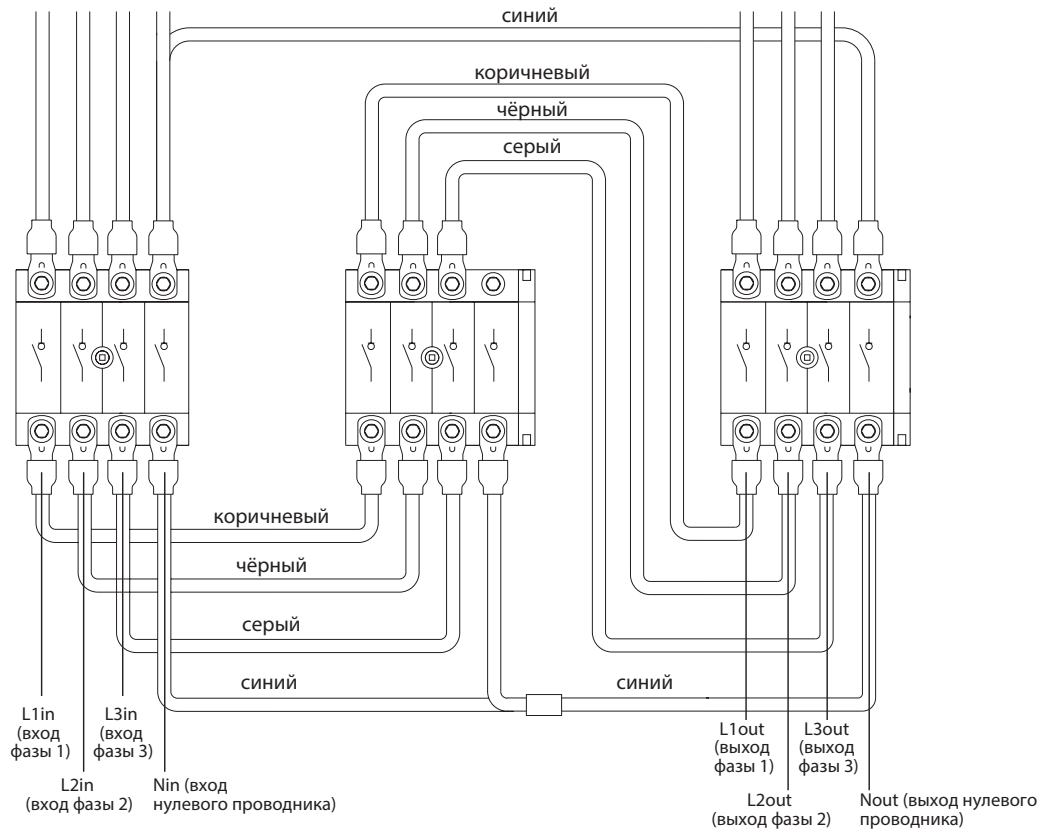 синий
коричневый
чёрный
серый
коричневый
чёрный
серый
синий
синий
L1in
(вход
фазы 1)
L3in
(вход
фазы 3)
L2in
(вход фазы 2)
Nin (вход
нулевого проводника)
L1out
(выход
фазы 1)
L3out
(выход
фазы 3)
L2out
(выход фазы 2)
Nout (выход нулевого
проводника)